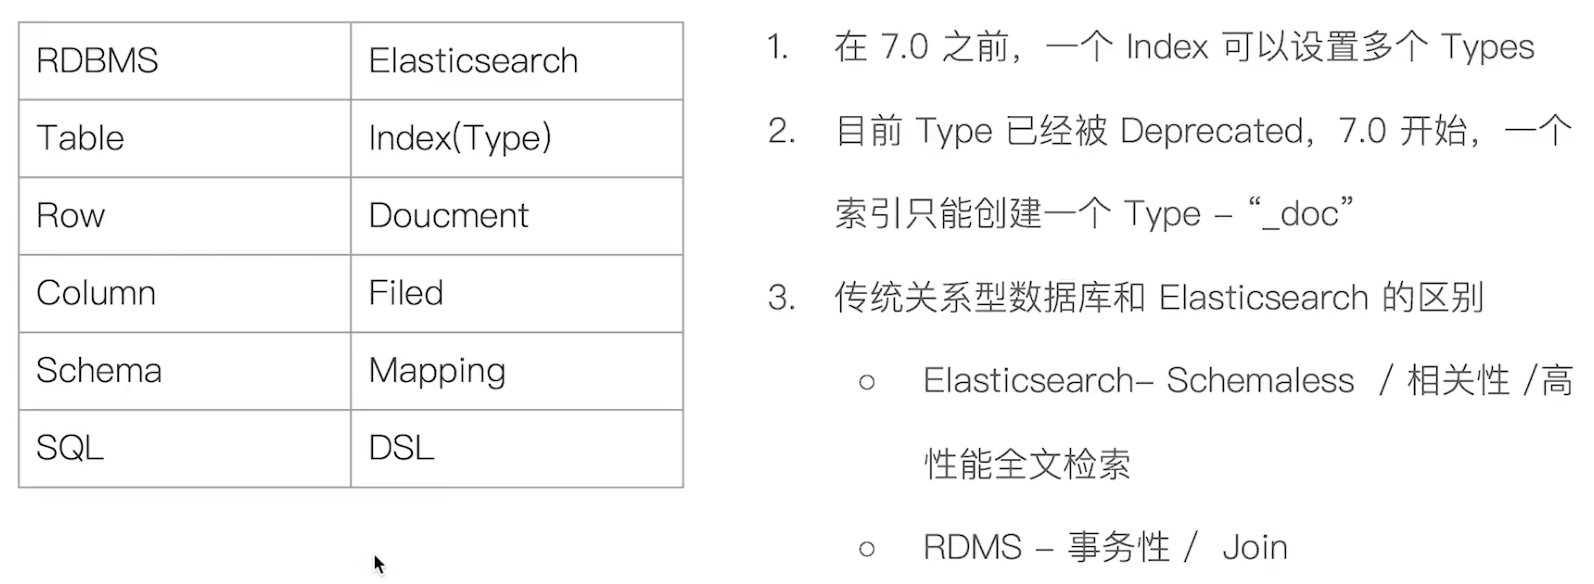 RDBMS Elasticsearch
Table Index(Type)
Row Doucment
Column Filed
Schema Mapping
SQL DSL
1. 在 7.0 之前，一个 Index 可以设置多个 Types
2. 目前 Type 已经被 Deprecated，7.0 开始，一个
索引只能创建一个 Type – “_doc”
3. 传统关系型数据库和 Elasticsearch 的区别
○ Elasticsearch– Schemaless / 相关性 /高
性能全文检索
○ RDMS – 事务性 / Join